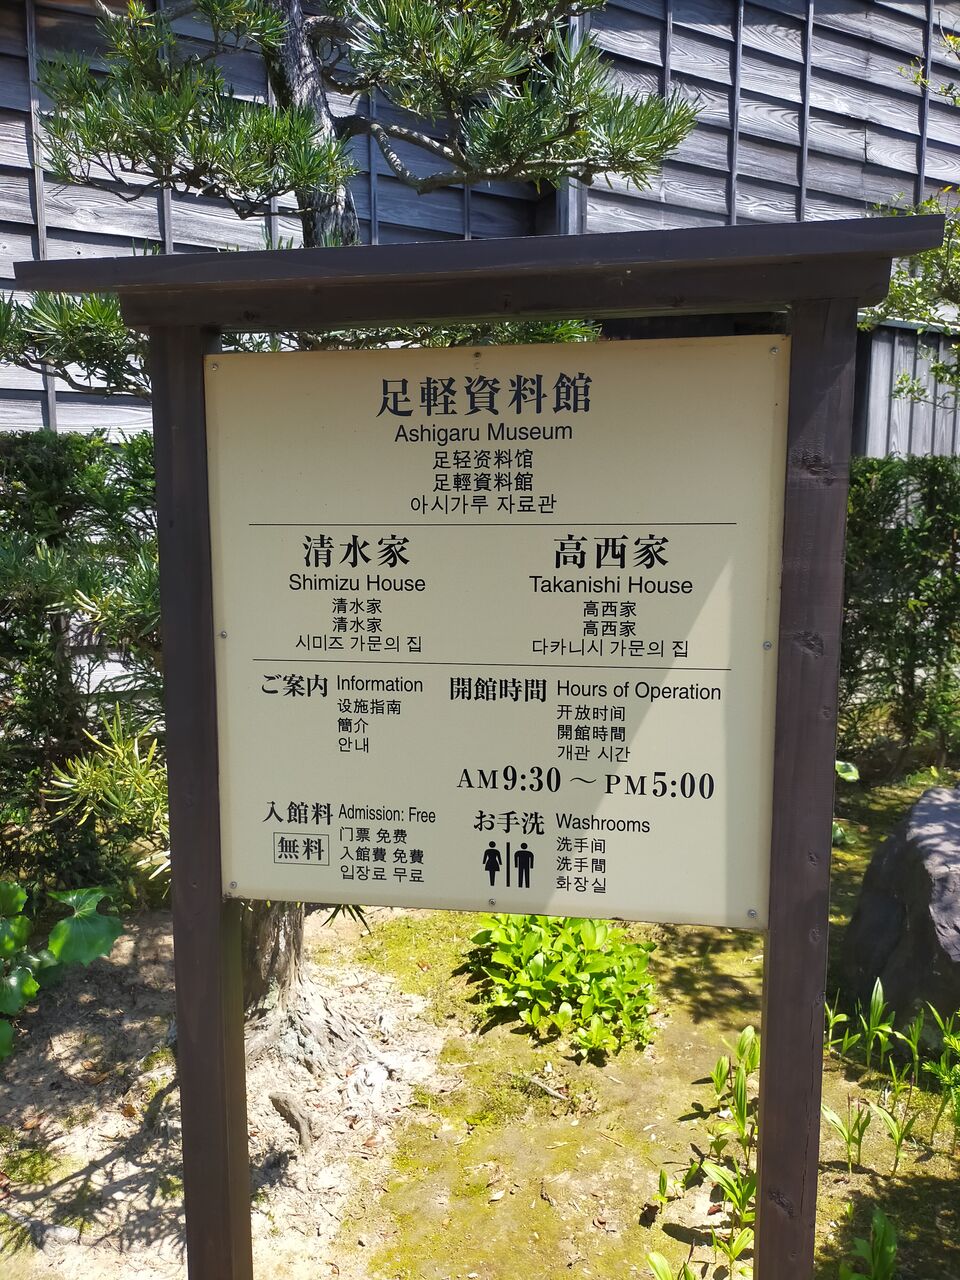 足軽資料館
Ashigaru Museum
足轻资料馆
足輕資料館
아시가루 자료관
清水家
Shimizu House
清水家
清水家
시미즈 가문의 집
高西家
Takanishi House
高西家
高西家
다카니시 가문의 집
ご案内 Information
设施指南
簡介
안내
開館時間 Hours of Operation
开放时间
開館時間
개관 시간
AM9:30 ~ PM5:00
入館料 Admission: Free
無料
门票 免费
入館費 免費
입장료 무료
お手洗 Washrooms
洗手间
洗手間
화장실